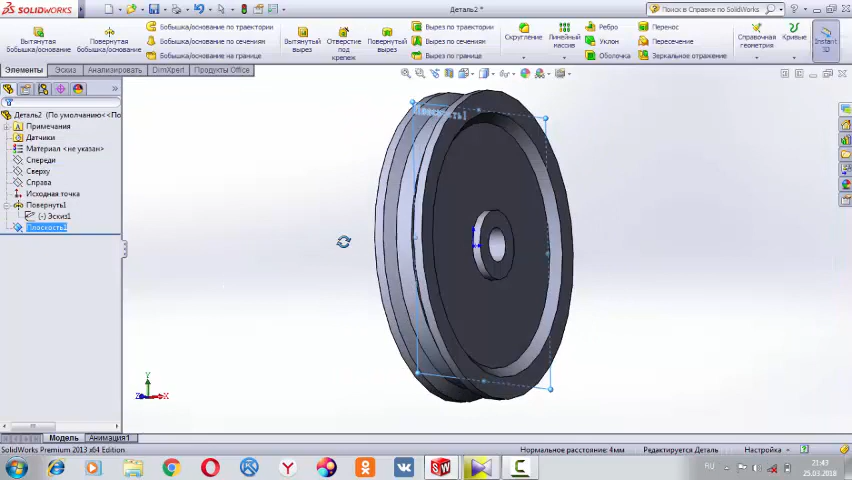 SOLIDWORKS
Деталь2 *
Поиск в Справке по SolidWorks
Вытянутая бобышка/основание
Повернутая бобышка/основание
Бобышка/основание по траектории
Бобышка/основание по сечениям
Бобышка/основание на границе
Вытянутый вырез
Отверстие под крепеж
Повернутый вырез
Вырез по траектории
Вырез по сечениям
Вырез по границе
Скругление
Линейный массив
Ребро
Уклон
Оболочка
Перенос
Пересечение
Зеркальное отражение
Справочная геометрия
Кривые
Instant 3D
Элементы
Эскиз
Анализировать
DimXpert
Продукты Office
Деталь2 (По умолчанию<<По
Примечания
Датчики
Материал <не указан>
Спереди
Сверху
Справа
Исходная точка
Повернуть1
(-) Эскиз1
Плоскость1
Плоскость1
Y
X
Z
Модель
Анимация1
SolidWorks Premium 2013 x64 Edition
Нормальное расстояние: 4мм
Редактируется Деталь
Настройка
RU
21:43
25.03.2018